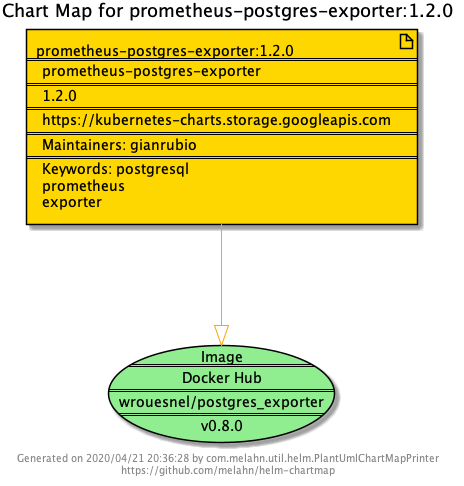 Chart Map for prometheus-postgres-exporter:1.2.0
prometheus-postgres-exporter:1.2.0
prometheus-postgres-exporter
1.2.0
https://kubernetes-charts.storage.googleapis.com
Maintainers: gianrubio
Keywords: postgresql
prometheus
exporter
Image
Docker Hub
wrouesnel/postgres_exporter
v0.8.0
Generated on 2020/04/21 20:36:28 by com.melahn.util.helm.PlantUmlChartMapPrinter
https://github.com/melahn/helm-chartmap